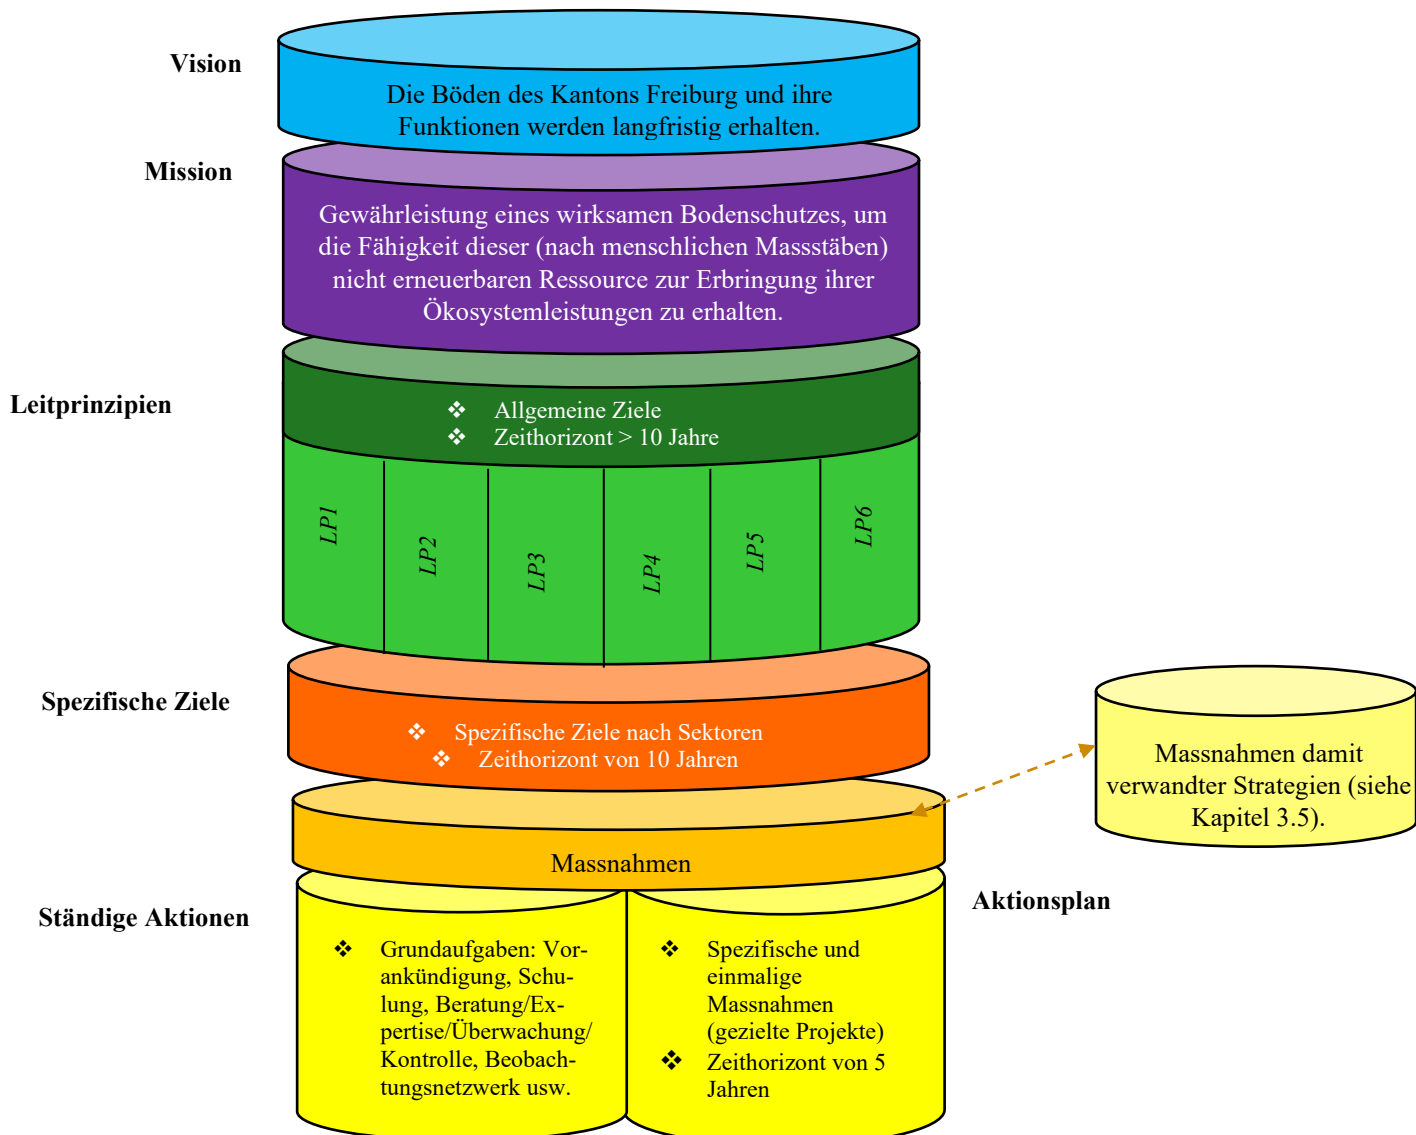 Vision
Die Böden des Kantons Freiburg und ihre
Funktionen werden langfristig erhalten.
Mission
Gewährleistung eines wirksamen Bodenschutzes, um
die Fähigkeit dieser (nach menschlichen Massstäben)
nicht erneuerbaren Ressource zur Erbringung ihrer
Ökosystemleistungen zu erhalten.
Leitprinzipien
❖ Allgemeine Ziele
❖ Zeithorizont > 10 Jahre
LP1
LP2
LP3
LP4
LP5
LP6
Spezifische Ziele
❖ Spezifische Ziele nach Sektoren
❖ Zeithorizont von 10 Jahren
Massnahmen damit
verwandter Strategien (siehe
Kapitel 3.5).
Massnahmen
Ständige Aktionen
❖ Grundaufgaben: Vor-
ankündigung, Schu-
lung, Beratung/Ex-
pertise/Überwachung/
Kontrolle, Beobach-
tungsnetzwerk usw.
Aktionsplan
❖ Spezifische und
einmalige
Massnahmen
(gezielte Projekte)
❖ Zeithorizont von 5
Jahren